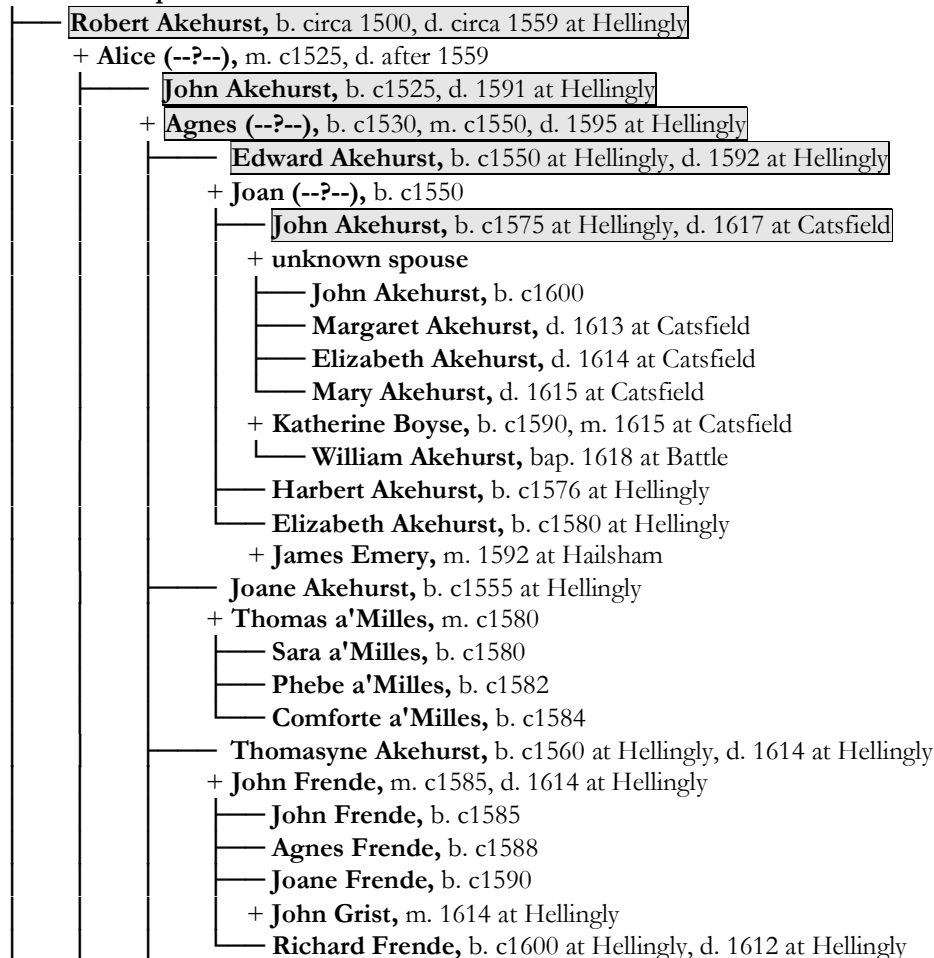 Robert Akehurst, b. circa 1500, d. circa 1559 at Hellingly
+ Alice (--?--), m. c1525, d. after 1559
John Akehurst, b. c1525, d. 1591 at Hellingly
+ Agnes (--?--), b. c1530, m. c1550, d. 1595 at Hellingly
Edward Akehurst, b. c1550 at Hellingly, d. 1592 at Hellingly
+ Joan (--?--), b. c1550
John Akehurst, b. c1575 at Hellingly, d. 1617 at Catsfield
+ unknown spouse
John Akehurst, b. c1600
Margaret Akehurst, d. 1613 at Catsfield
Elizabeth Akehurst, d. 1614 at Catsfield
Mary Akehurst, d. 1615 at Catsfield
+ Katherine Boyse, b. c1590, m. 1615 at Catsfield
William Akehurst, bap. 1618 at Battle
Harbert Akehurst, b. c1576 at Hellingly
Elizabeth Akehurst, b. c1580 at Hellingly
+ James Emery, m. 1592 at Hailsham
Joane Akehurst, b. c1555 at Hellingly
+ Thomas a'Milles, m. c1580
Sara a'Milles, b. c1580
Phebe a'Milles, b. c1582
Comforte a'Milles, b. c1584
Thomasyne Akehurst, b. c1560 at Hellingly, d. 1614 at Hellingly
+ John Frende, m. c1585, d. 1614 at Hellingly
John Frende, b. c1585
Agnes Frende, b. c1588
Joane Frende, b. c1590
+ John Grist, m. 1614 at Hellingly
Richard Frende, b. c1600 at Hellingly, d. 1612 at Hellingly